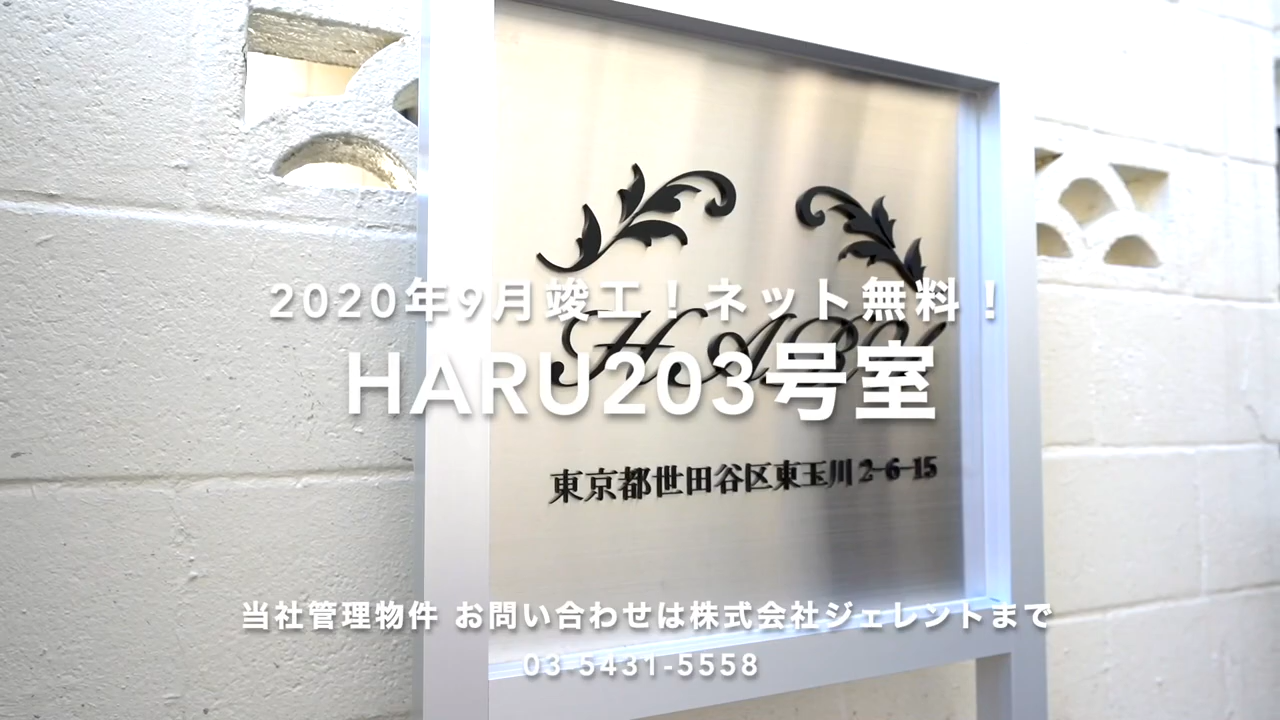 2020年9月竣工！ネット無料！
HARU
HARU203号室
東京都世田谷区東玉川2-6-15
当社管理物件 お問い合わせは株式会社ジェレントまで
03-5431-5558